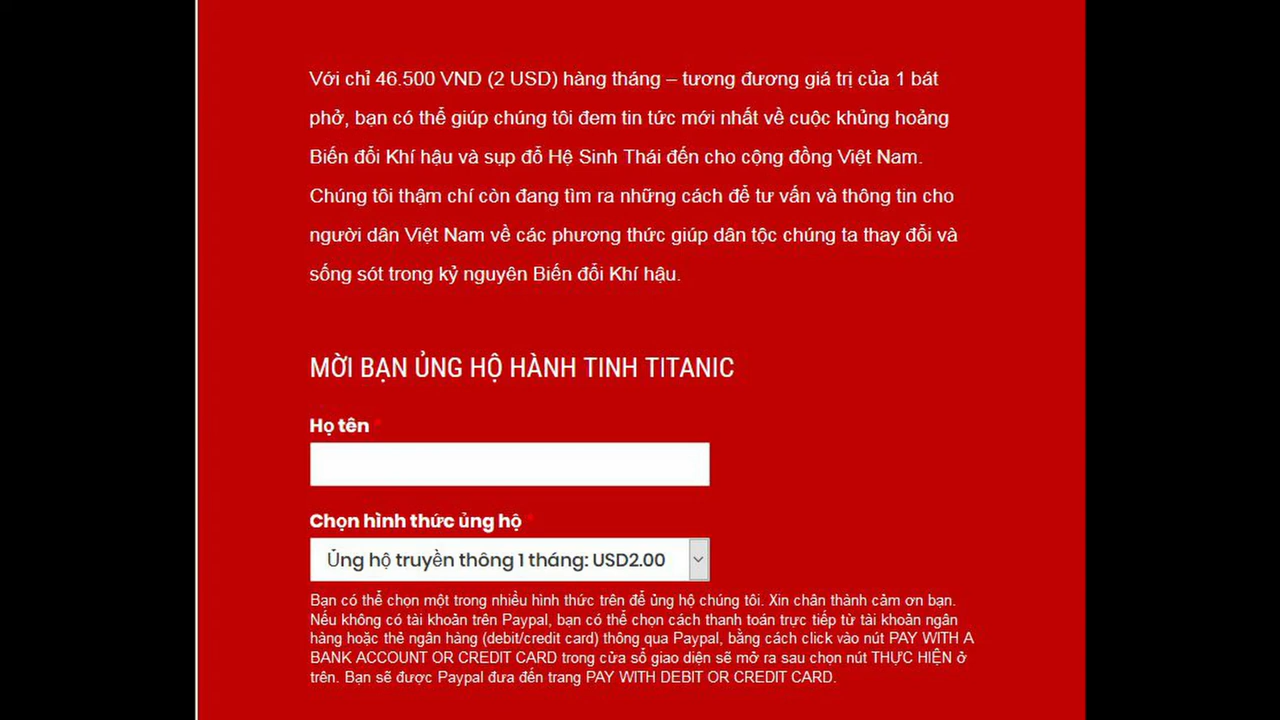 Với chỉ 46.500 VND (2 USD) hàng tháng – tương đương giá trị của 1 bát
phở, bạn có thể giúp chúng tôi đem tin tức mới nhất về cuộc khủng hoảng
Biến đổi Khí hậu và sụp đổ Hệ Sinh Thái đến cho cộng đồng Việt Nam.
Chúng tôi thậm chí còn đang tìm ra những cách để tư vấn và thông tin cho
người dân Việt Nam về các phương thức giúp dân tộc chúng ta thay đổi và
sống sót trong kỷ nguyên Biến đổi Khí hậu.
MỜI BẠN ỦNG HỘ HÀNH TINH TITANIC
Họ tên *
Chọn hình thức ủng hộ *
Ủng hộ truyền thông 1 tháng: USD2.00
Bạn có thể chọn một trong nhiều hình thức trên để ủng hộ chúng tôi. Xin chân thành cảm ơn bạn.
Nếu không có tài khoản trên Paypal, bạn có thể chọn cách thanh toán trực tiếp từ tài khoản ngân
hàng hoặc thẻ ngân hàng (debit/credit card) thông qua Paypal, bằng cách click vào nút PAY WITH A
BANK ACCOUNT OR CREDIT CARD trong cửa sổ giao diện sẽ mở ra sau chọn nút THỰC HIỆN ở
trên. Bạn sẽ được Paypal đưa đến trang PAY WITH DEBIT OR CREDIT CARD.